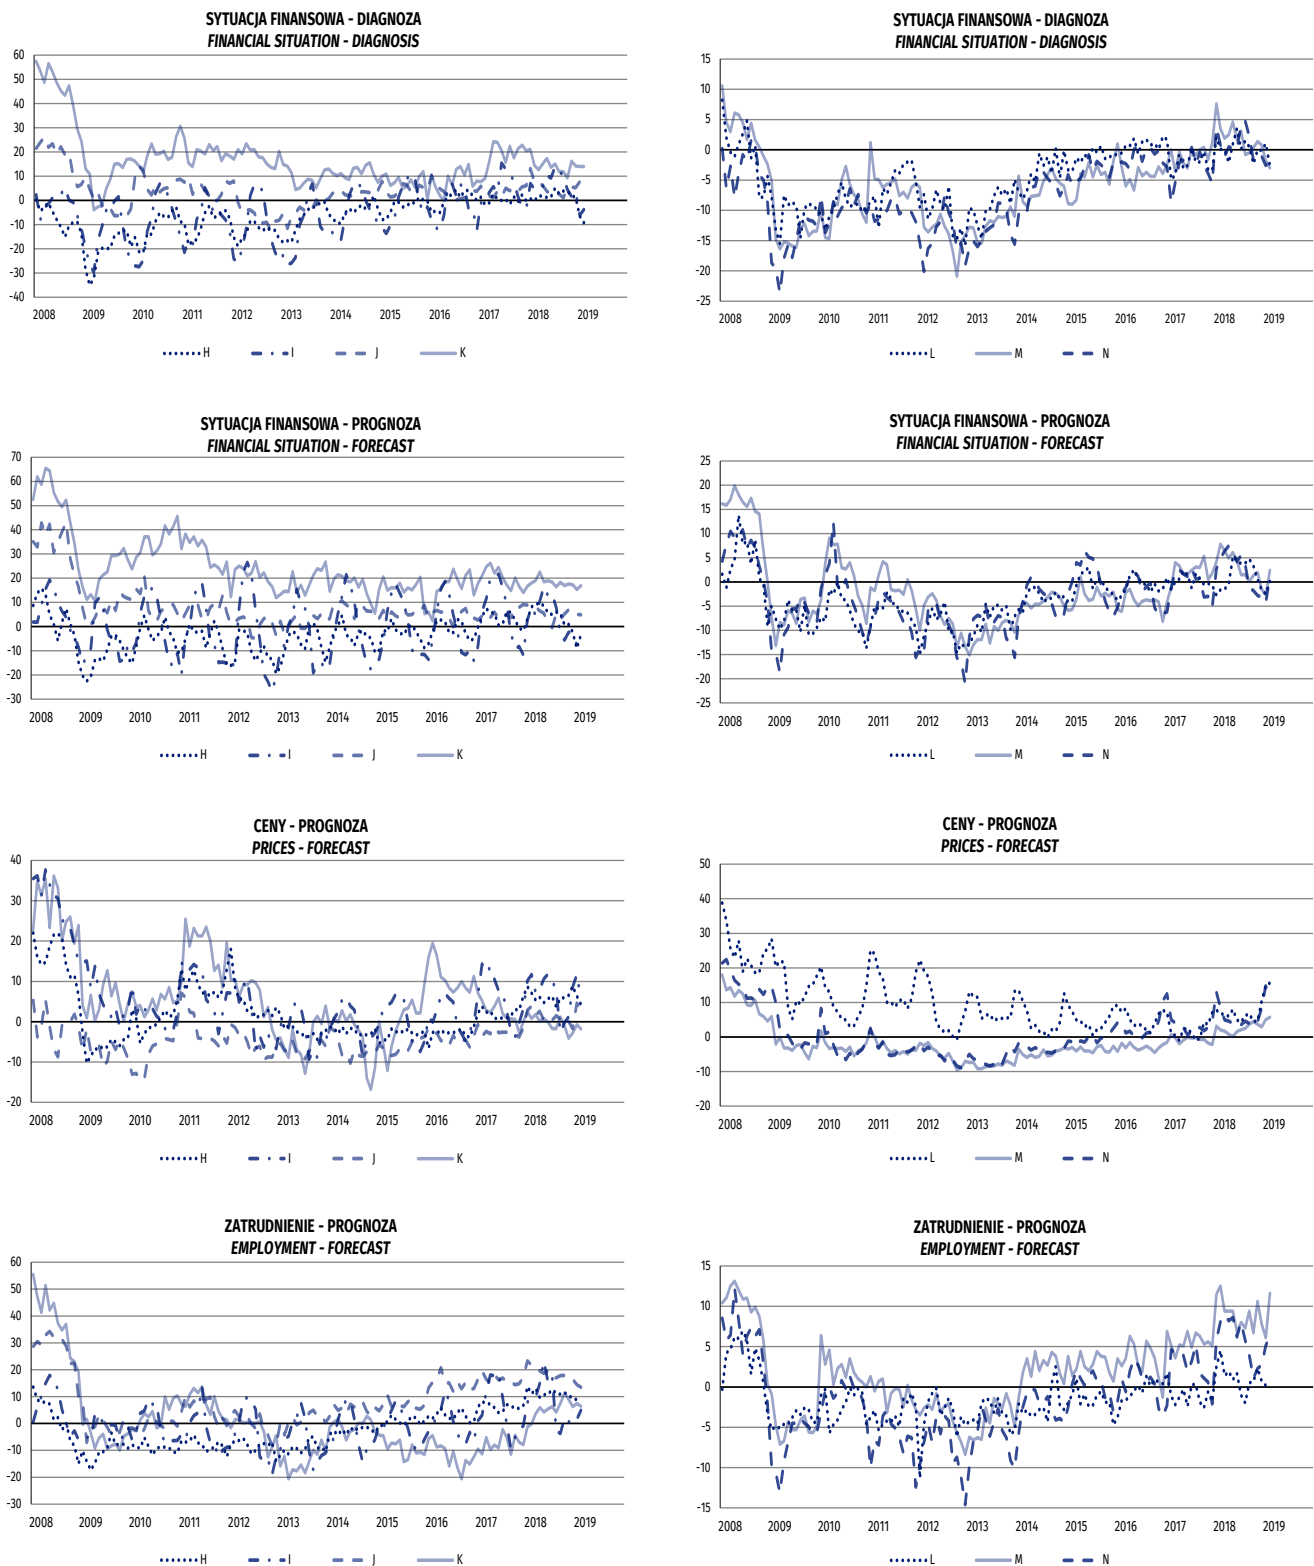 SYTUACJA FINANSOWA - DIAGNOZA
FINANCIAL SITUATION - DIAGNOSIS
60
50
40
30
20
10
0
-10
-20
-30
-40
2008 2009 2010 2011 2012 2013 2014 2015 2016 2017 2018 2019
H I J K
SYTUACJA FINANSOWA - DIAGNOZA
FINANCIAL SITUATION - DIAGNOSIS
15
10
5
0
-5
-10
-15
-20
-25
2008 2009 2010 2011 2012 2013 2014 2015 2016 2017 2018 2019
L M N
SYTUACJA FINANSOWA - PROGNOZA
FINANCIAL SITUATION - FORECAST
70
60
50
40
30
20
10
0
-10
-20
-30
2008 2009 2010 2011 2012 2013 2014 2015 2016 2017 2018 2019
H I J K
SYTUACJA FINANSOWA - PROGNOZA
FINANCIAL SITUATION - FORECAST
25
20
15
10
5
0
-5
-10
-15
-20
-25
2008 2009 2010 2011 2012 2013 2014 2015 2016 2017 2018 2019
L M N
CENY - PROGNOZA
PRICES - FORECAST
40
30
20
10
0
-10
-20
2008 2009 2010 2011 2012 2013 2014 2015 2016 2017 2018 2019
H I J K
CENY - PROGNOZA
PRICES - FORECAST
50
40
30
20
10
0
-10
-20
2008 2009 2010 2011 2012 2013 2014 2015 2016 2017 2018 2019
L M N
ZATRUDNIENIE - PROGNOZA
EMPLOYMENT - FORECAST
60
50
40
30
20
10
0
-10
-20
-30
2008 2009 2010 2011 2012 2013 2014 2015 2016 2017 2018 2019
H I J K
ZATRUDNIENIE - PROGNOZA
EMPLOYMENT - FORECAST
15
10
5
0
-5
-10
-15
2008 2009 2010 2011 2012 2013 2014 2015 2016 2017 2018 2019
L M N